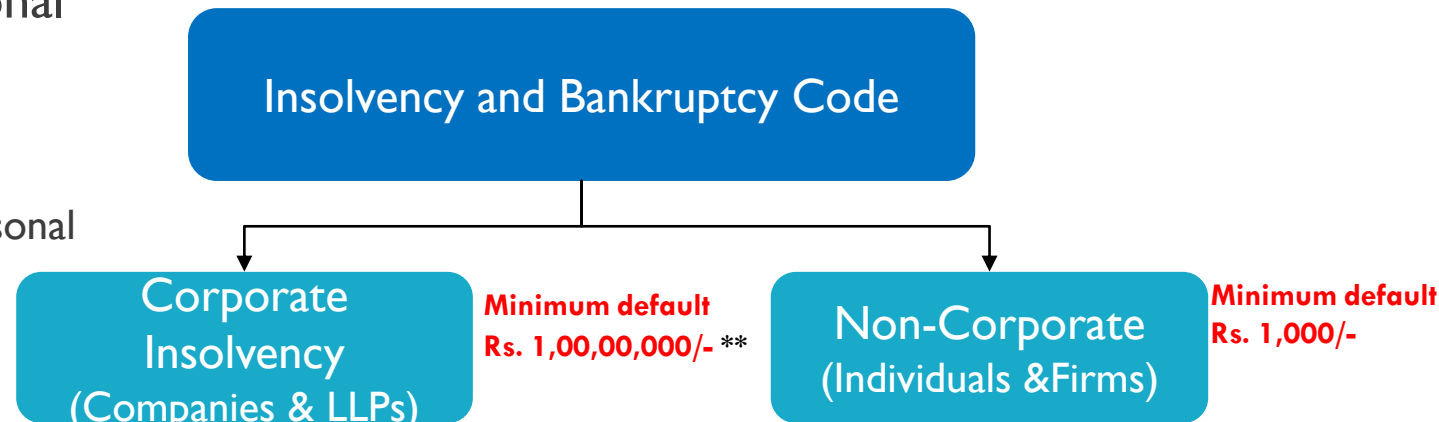 Insolvency and Bankruptcy Code
Corporate
Insolvency
(Companies & LLPs)
Minimum default
Rs. 1,00,00,000/- **
Non-Corporate
(Individuals &Firms)
Minimum default
Rs. 1,000/-